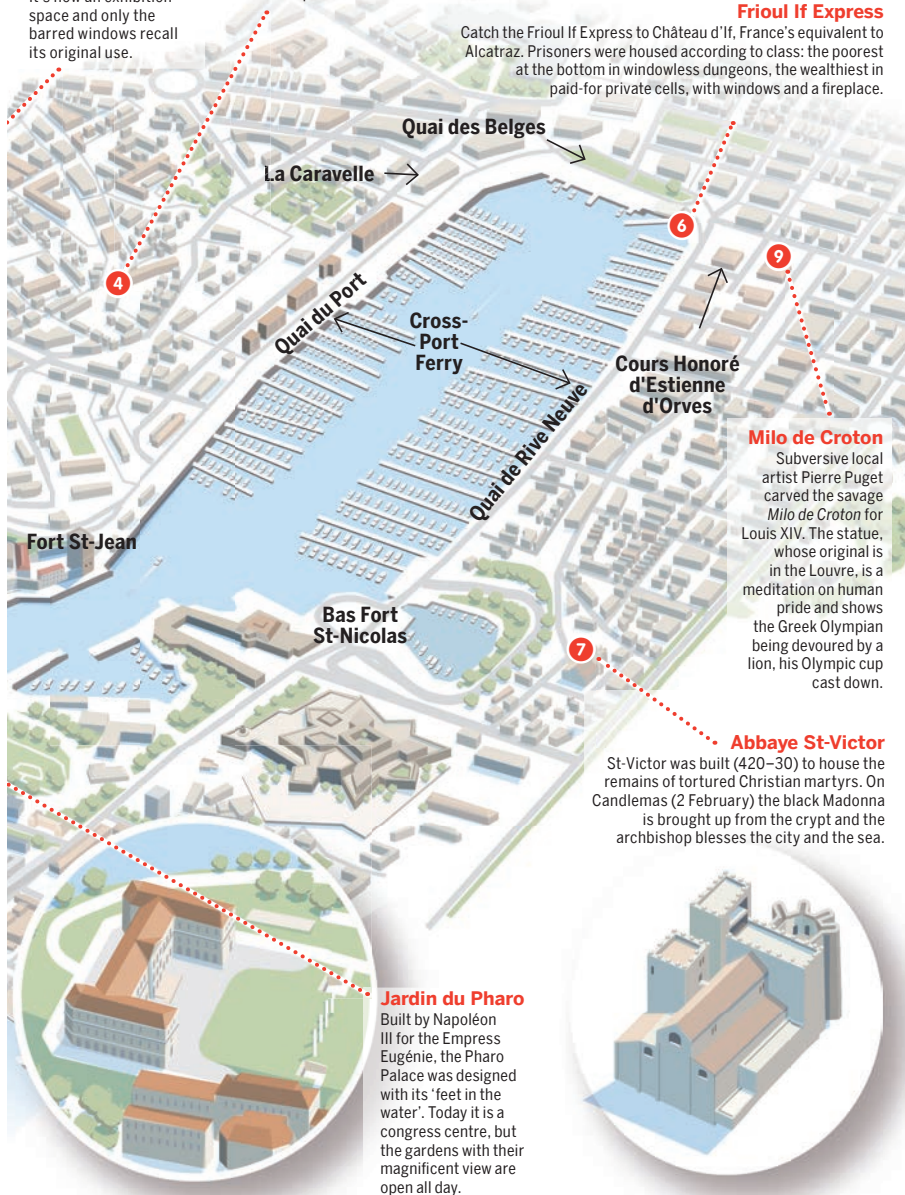 space and only the
barred windows recall
its original use.
Frioul If Express
Catch the Frioul If Express to Château d'If, France's equivalent to
Alcatraz. Prisoners were housed according to class: the poorest
at the bottom in windowless dungeons, the wealthiest in
paid-for private cells, with windows and a fireplace.
Quai des Belges
La Caravelle
6
9
4
Quai du Port
Cross-
Port
Ferry
Cours Honoré
d'Estienne
d'Orves
Quai de Rive Neuve
Milo de Croton
Subversive local
artist Pierre Puget
carved the savage
Milo de Croton for
Louis XIV. The statue,
whose original is
in the Louvre, is a
meditation on human
pride and shows
the Greek Olympian
being devoured by a
lion, his Olympic cup
cast down.
Fort St-Jean
Bas Fort
St-Nicolas
7
Abbaye St-Victor
St-Victor was built (420–30) to house the
remains of tortured Christian martyrs. On
Candlemas (2 February) the black Madonna
is brought up from the crypt and the
archbishop blesses the city and the sea.
Jardin du Pharo
Built by Napoléon
III for the Empress
Eugénie, the Pharo
Palace was designed
with its 'feet in the
water'. Today it is a
congress centre, but
the gardens with their
magnificent view are
open all day.